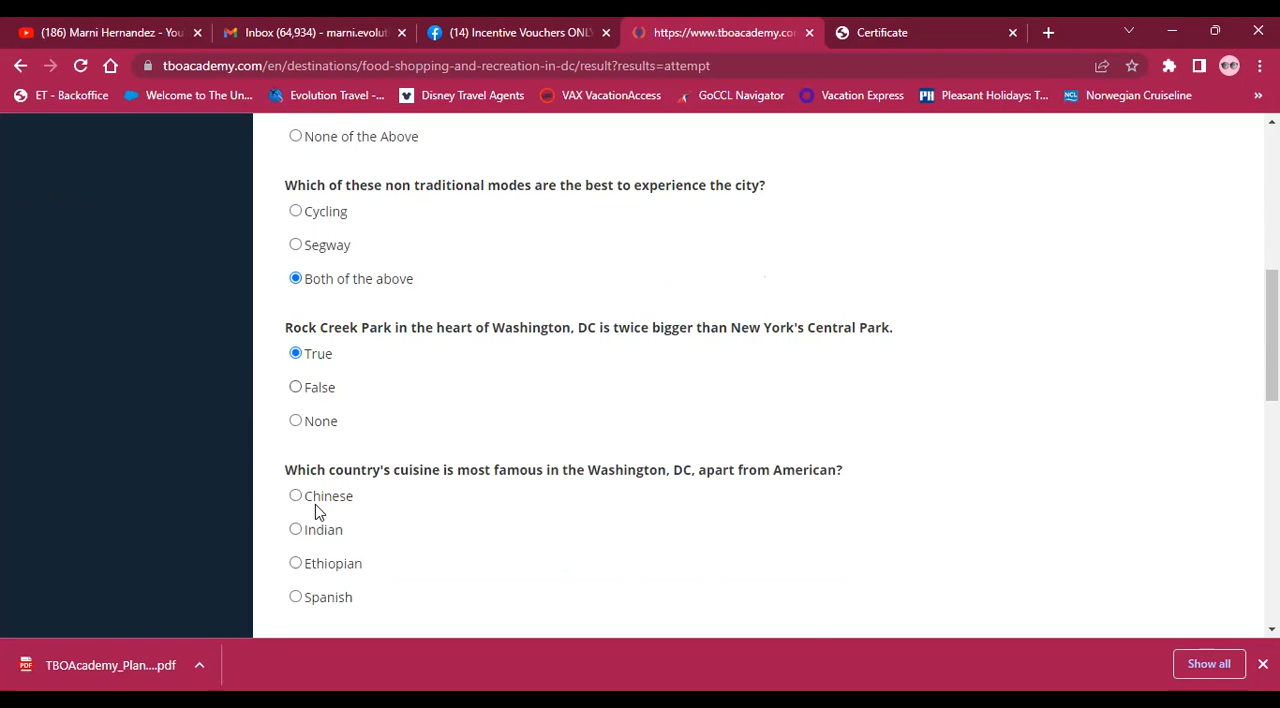 (186) Marni Hernandez - You
Inbox (64,934) - marni.evolut
(14) Incentive Vouchers ONL
https://www.tboacademy.co
Certificate
tboacademy.com/en/destinations/food-shopping-and-recreation-in-dc/result?results=attempt
ET - Backoffice
Welcome to The Un...
Evolution Travel -...
Disney Travel Agents
VAX VacationAccess
GoCCL Navigator
Vacation Express
Pleasant Holidays: T...
Norwegian Cruiseline
None of the Above
Which of these non traditional modes are the best to experience the city?
Cycling
Segway
Both of the above
Rock Creek Park in the heart of Washington, DC is twice bigger than New York's Central Park.
True
False
None
Which country's cuisine is most famous in the Washington, DC, apart from American?
Chinese
Indian
Ethiopian
Spanish
TBOAcademy_Plan....pdf
Show all